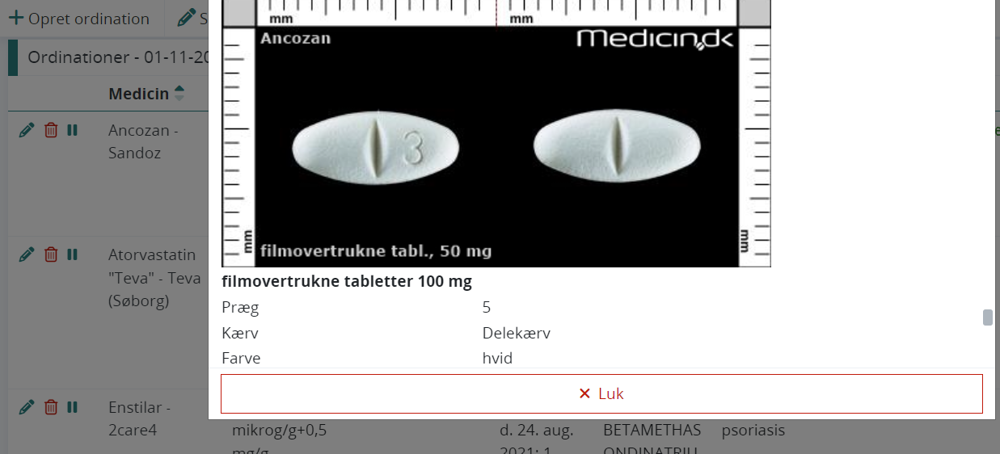 Opret ordination
S
mm
mm
Ancozan
Medicin.dk
Ordinationer - 01-11-20
Medicin
Ancozan -
Sandoz
3
mm
mm
filmovertrukne tabl., 50 mg
Atorvastatin
"Teva" - Teva
(Søborg)
filmovertrukne tabletter 100 mg
Præg 5
Kærv Delekærv
Farve hvid
Luk
Enstilar -
2care4
mikrog/g+0,5 d. 24. aug. BETAMETHAS psoriasis
mg/g 2021: 1 ONDINATRIU